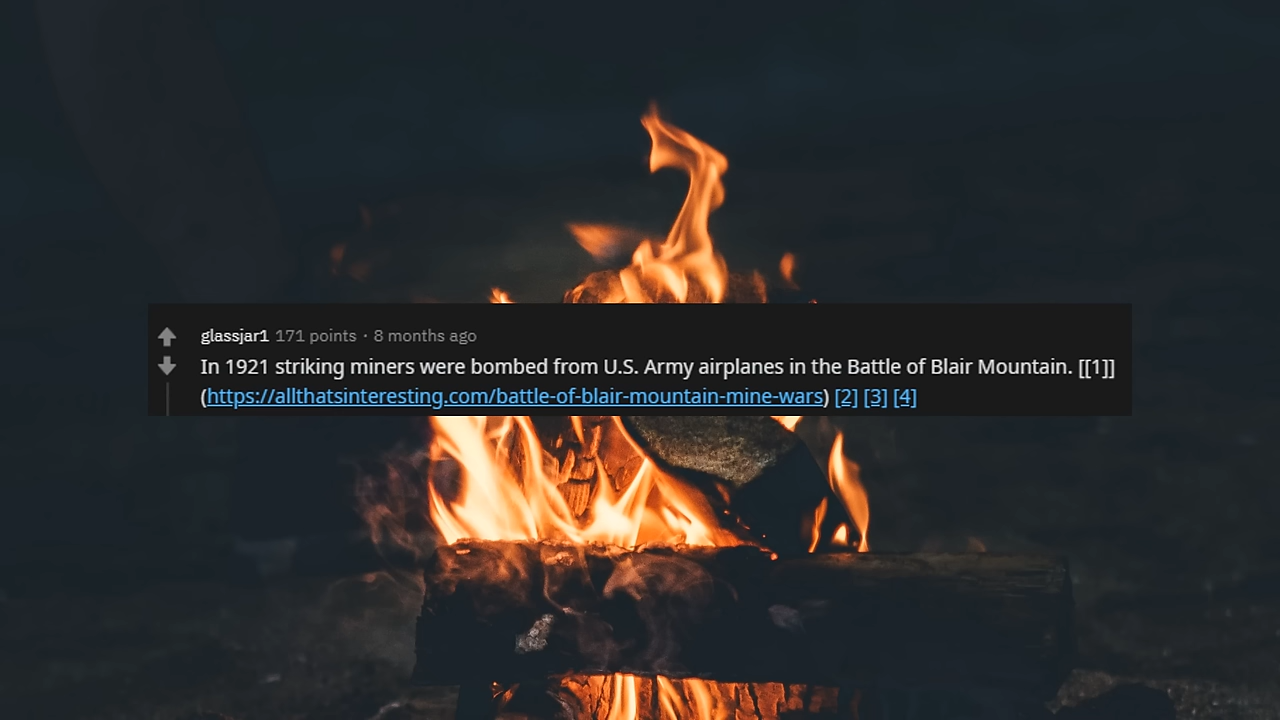 glassjar1 171 points · 8 months ago
In 1921 striking miners were bombed from U.S. Army airplanes in the Battle of Blair Mountain. [[1]]
(https://allthatsinteresting.com/battle-of-blair-mountain-mine-wars) [2] [3] [4]